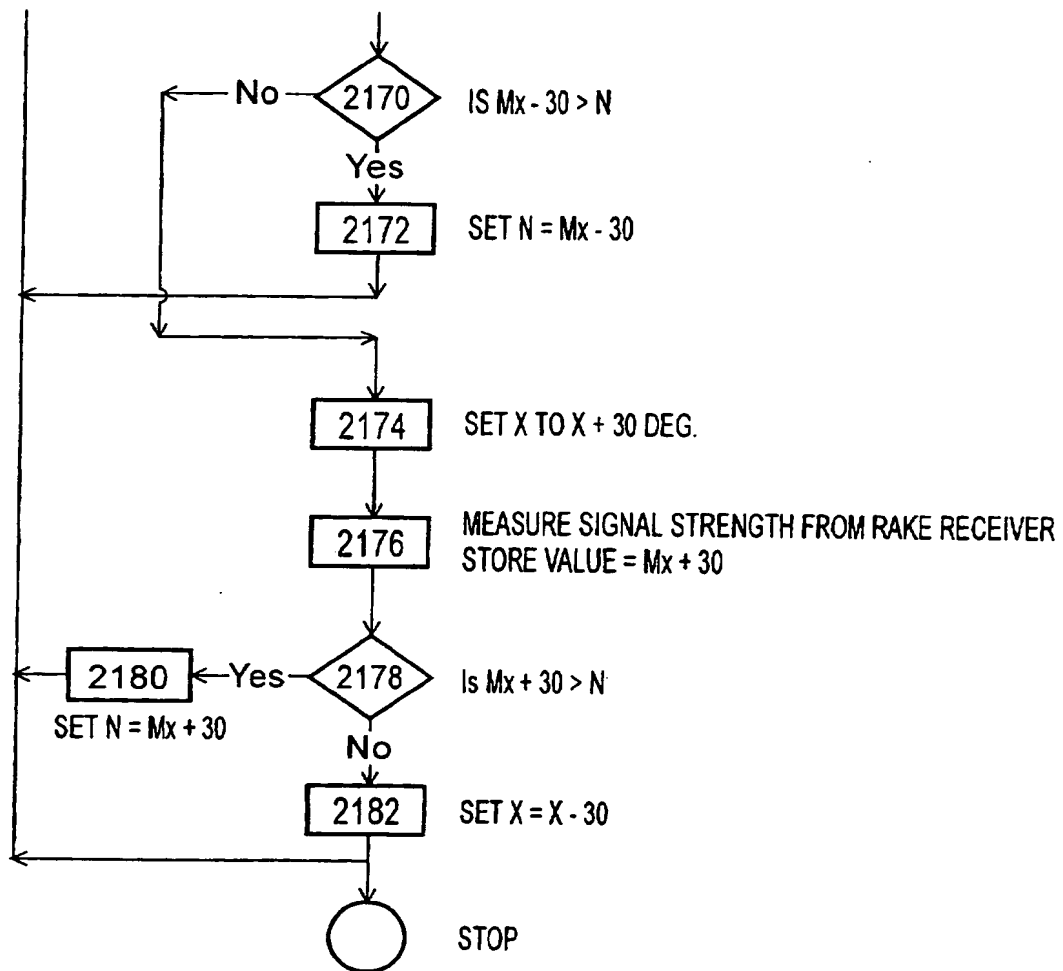 No
2170
IS Mx - 30 > N
Yes
2172
SET N = Mx - 30
2174
SET X TO X + 30 DEG.
2176
MEASURE SIGNAL STRENGTH FROM RAKE RECEIVER
STORE VALUE = Mx + 30
2180
Yes
2178
Is Mx + 30 > N
SET N = Mx + 30
No
2182
SET X = X - 30
STOP